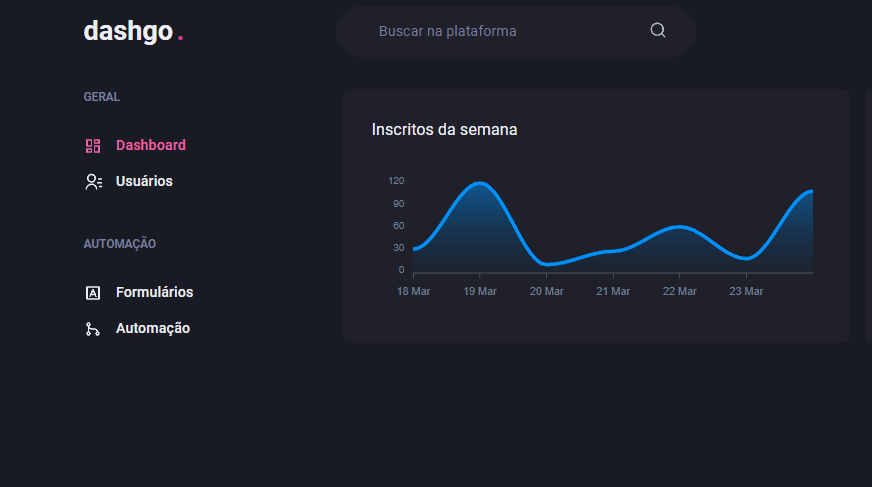 dashgo.
Buscar na plataforma
GERAL
Dashboard
Usuários
AUTOMAÇÃO
Formulários
Automação
Inscritos da semana
120
90
60
30
0
18 Mar 19 Mar 20 Mar 21 Mar 22 Mar 23 Mar